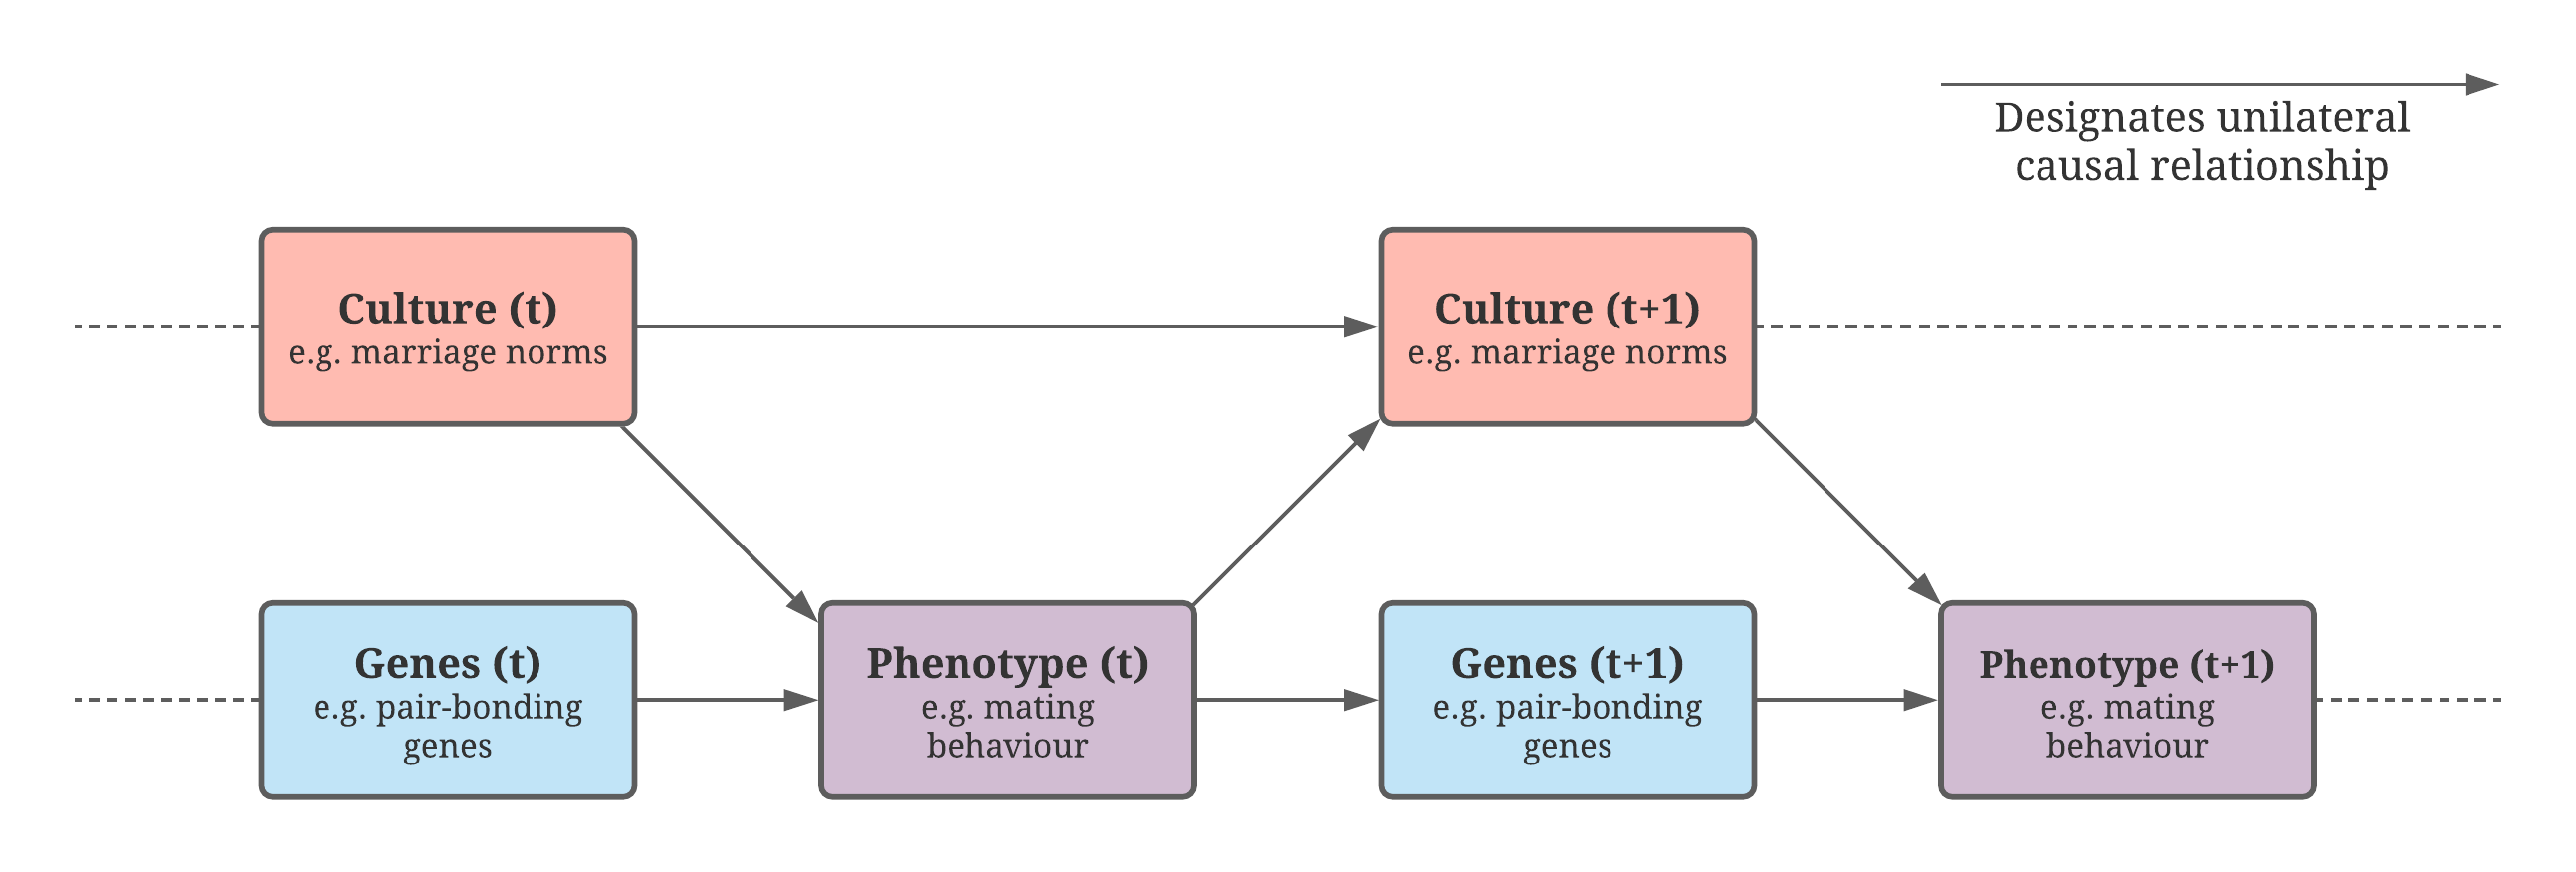 Designates unilateral
causal relationship
Culture (t)
e.g. marriage norms
Culture (t+1)
e.g. marriage norms
Genes (t)
e.g. pair-bonding
genes
Phenotype (t)
e.g. mating
behaviour
Genes (t+1)
e.g. pair-bonding
genes
Phenotype (t+1)
e.g. mating
behaviour